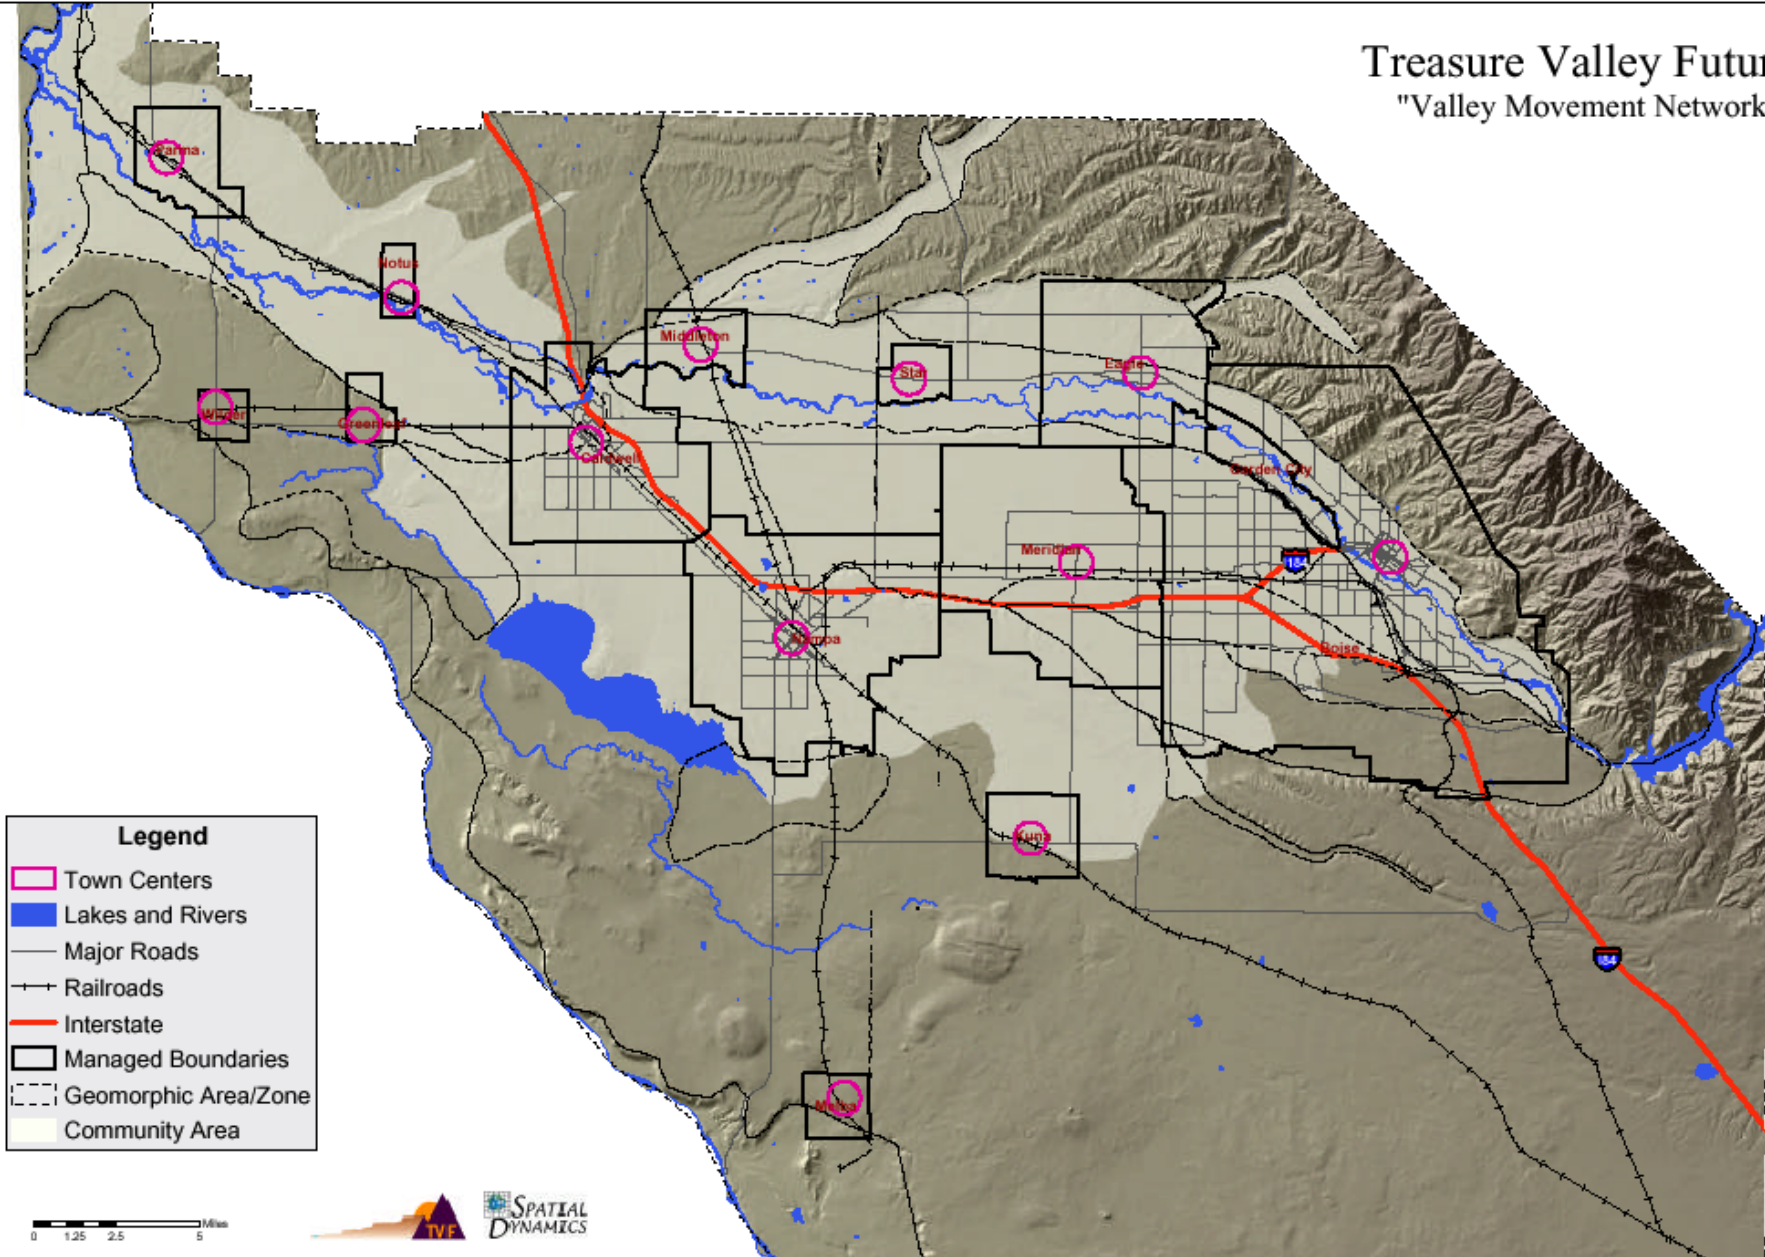 Treasure Valley Futur
"Valley Movement Network
Parma
Notus
Middleton
Star
Eagle
Wilder
Greenleaf
Caldwell
Garden City
Meridian
184
Nampa
Boise
Kuna
184
Melba
Legend
Town Centers
Lakes and Rivers
Major Roads
Railroads
Interstate
Managed Boundaries
Geomorphic Area/Zone
Community Area
Miles
0 1.25 2.5 5
TVF
SPATIAL
DYNAMICS